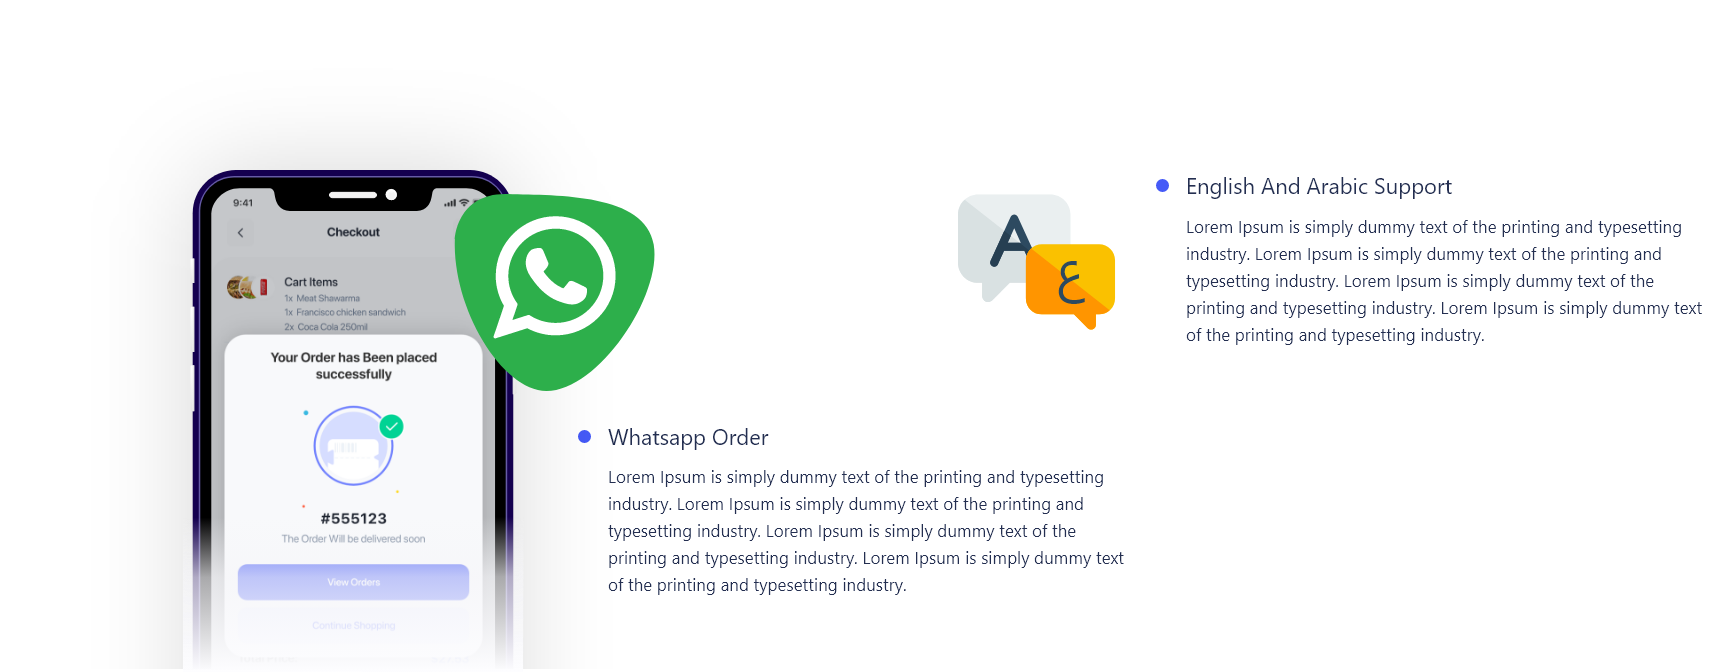 9:41
Checkout
Cart Items
1x Meat Shawarma
1x Francisco chicken sandwich
2x Coca Cola 250mil
Your Order has Been placed
successfully
#555123
The Order Will be delivered soon
View Orders
Continue Shopping
Whatsapp Order
Lorem Ipsum is simply dummy text of the printing and typesetting
industry. Lorem Ipsum is simply dummy text of the printing and
typesetting industry. Lorem Ipsum is simply dummy text of the
printing and typesetting industry. Lorem Ipsum is simply dummy text
of the printing and typesetting industry.
A
ع
English And Arabic Support
Lorem Ipsum is simply dummy text of the printing and typesetting
industry. Lorem Ipsum is simply dummy text of the printing and
typesetting industry. Lorem Ipsum is simply dummy text of the
printing and typesetting industry. Lorem Ipsum is simply dummy text
of the printing and typesetting industry.